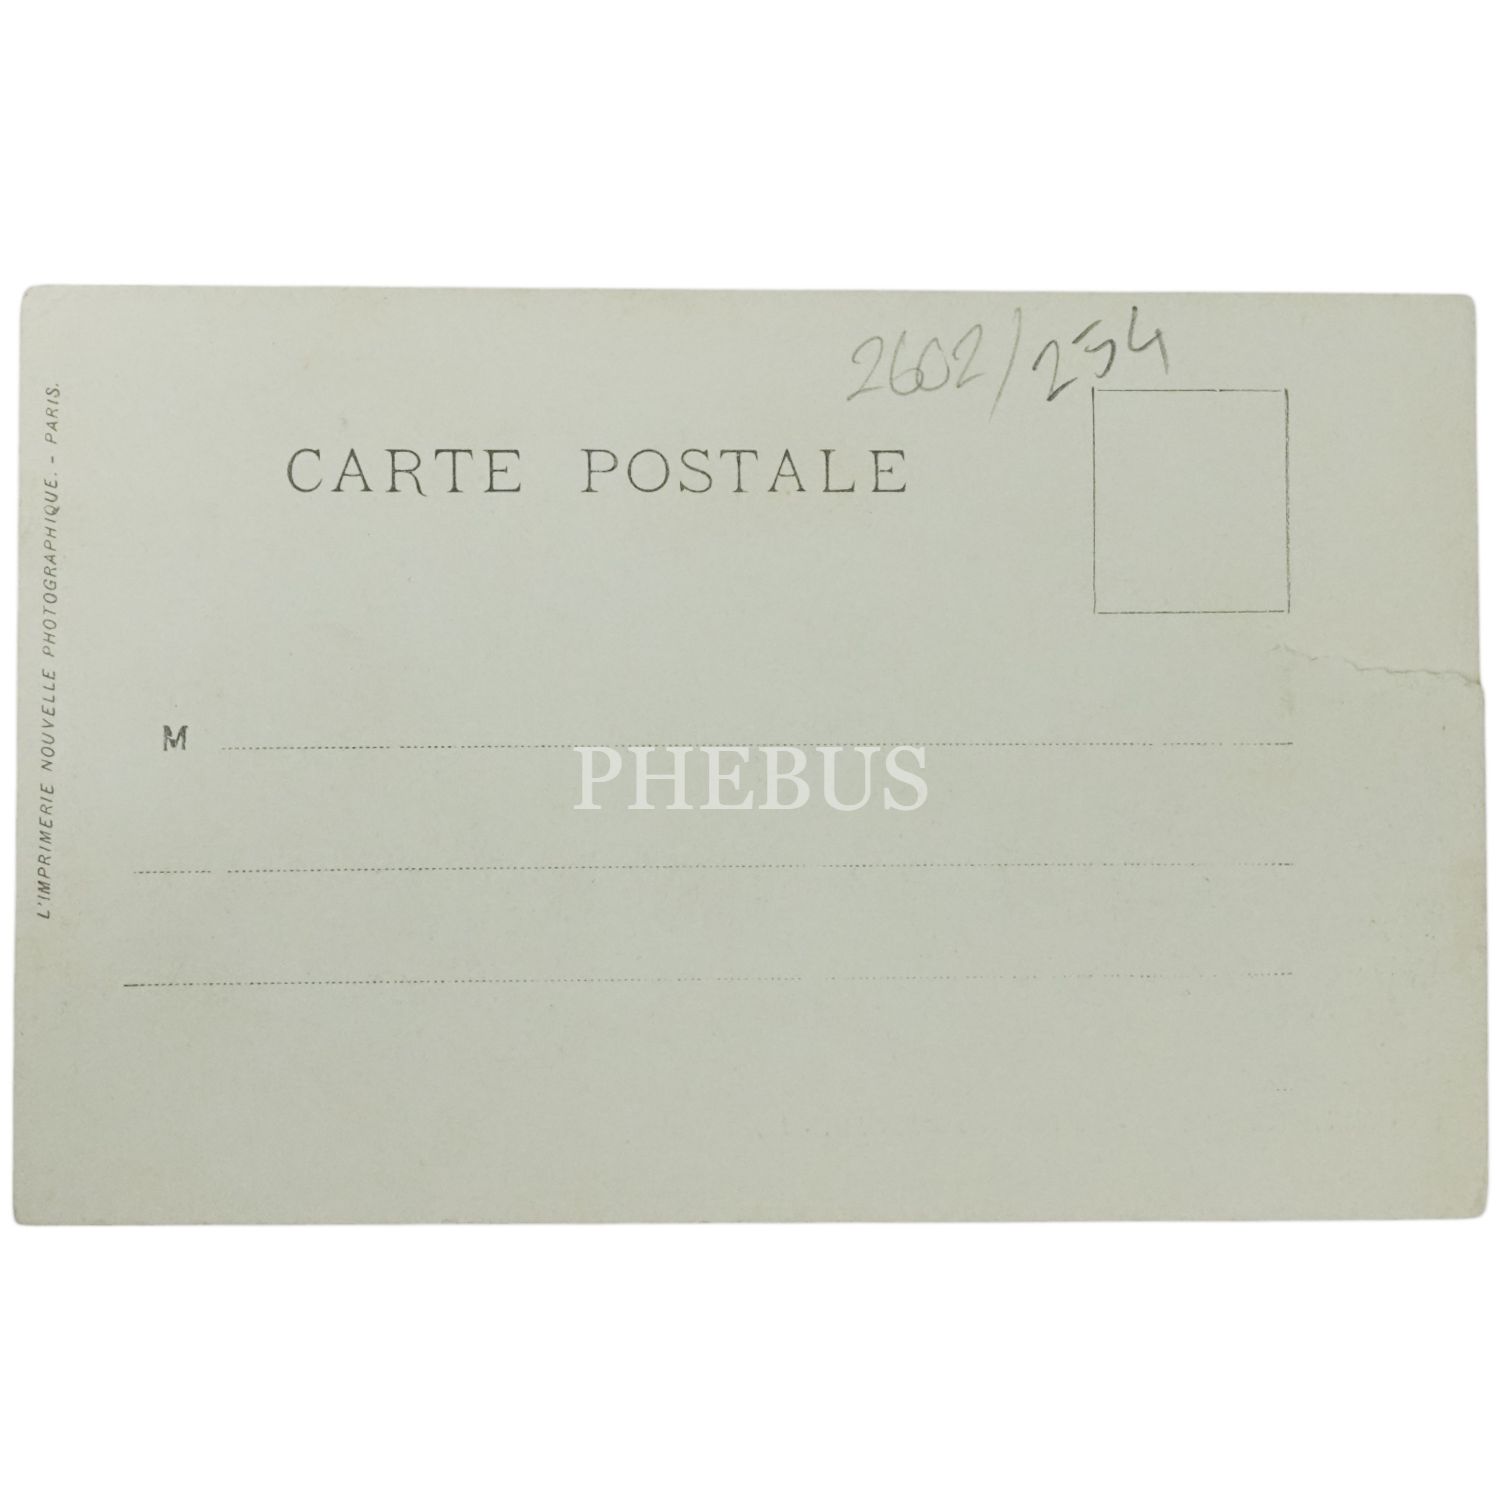 2602/254
CARTE POSTALE
M
PHEBUS
L'IMPRIMERIE NOUVELLE PHOTOGRAPHIQUE. - PARIS.